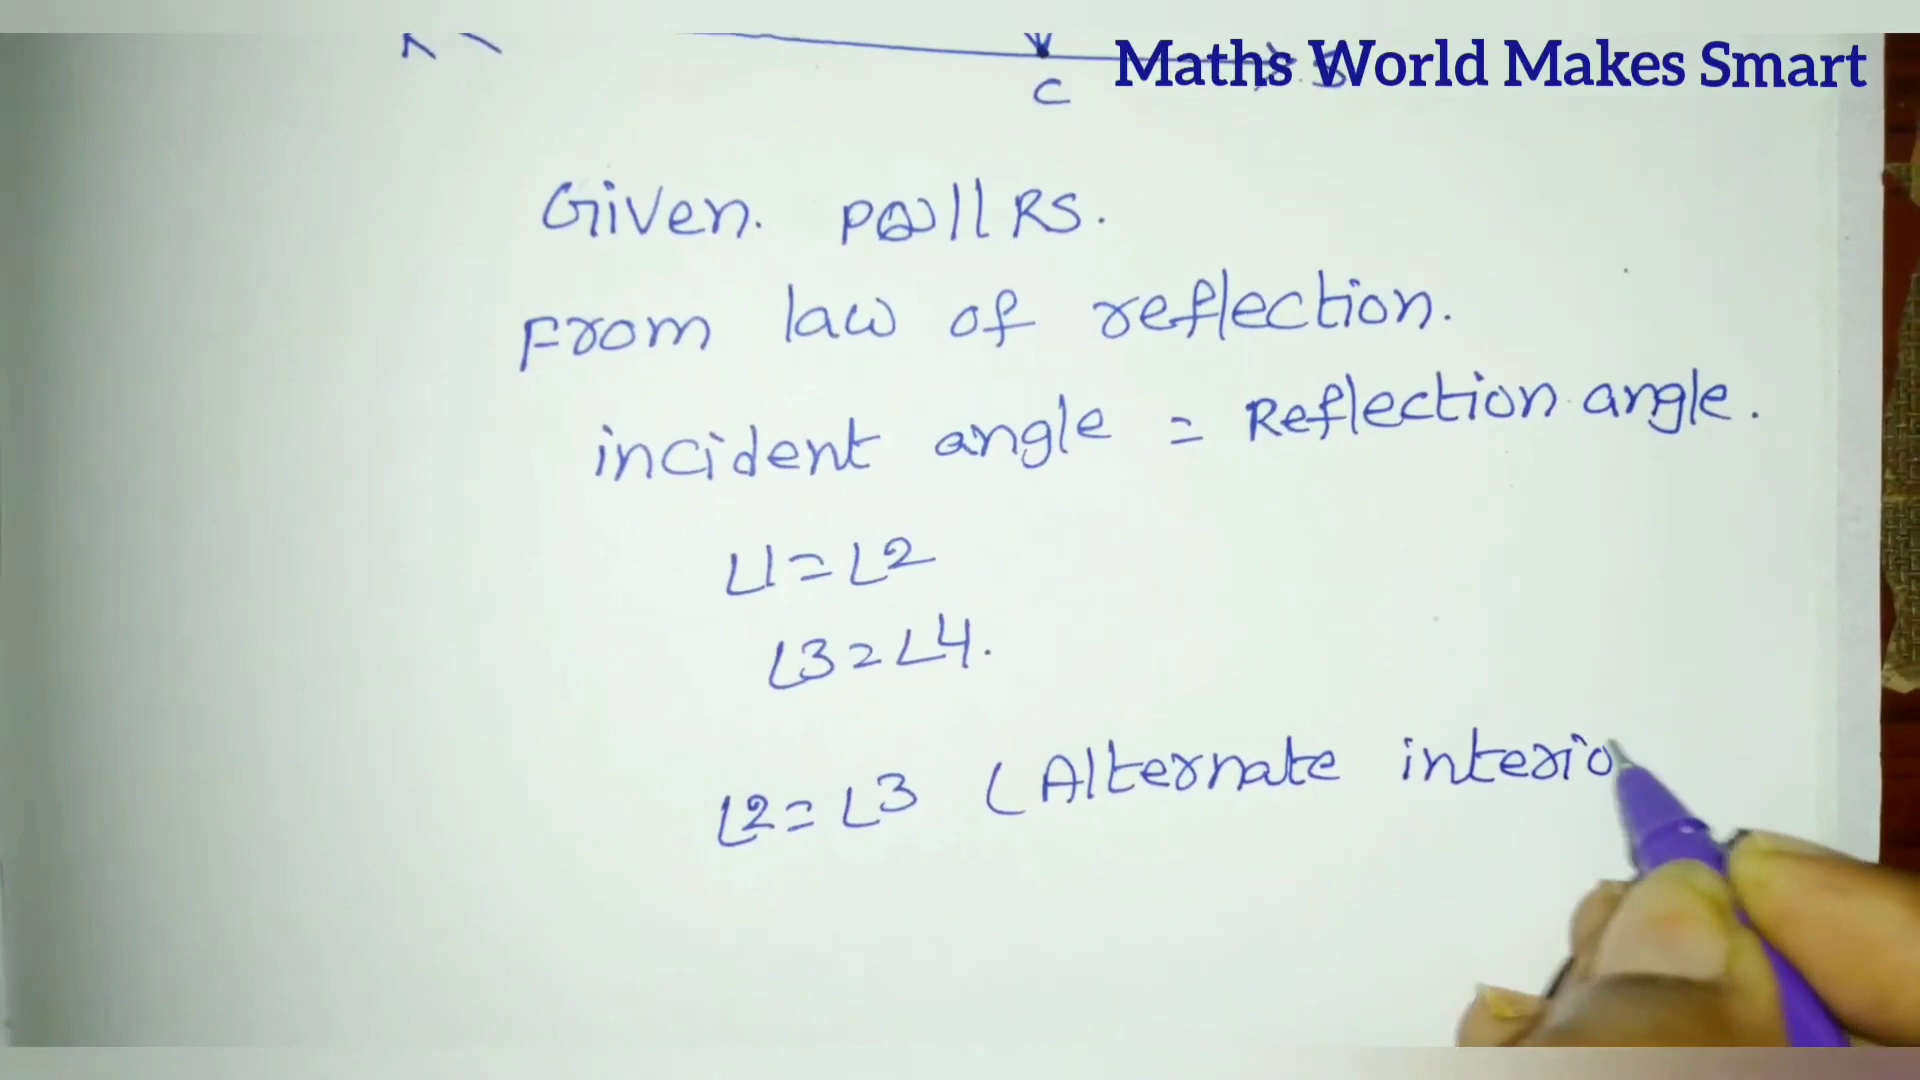 Maths World Makes Smart
C
Given. PQ||RS.
From law of reflection.
incident angle = Reflection angle.
∠1=∠2
∠3=∠4.
∠2=∠3 (Alternate interio